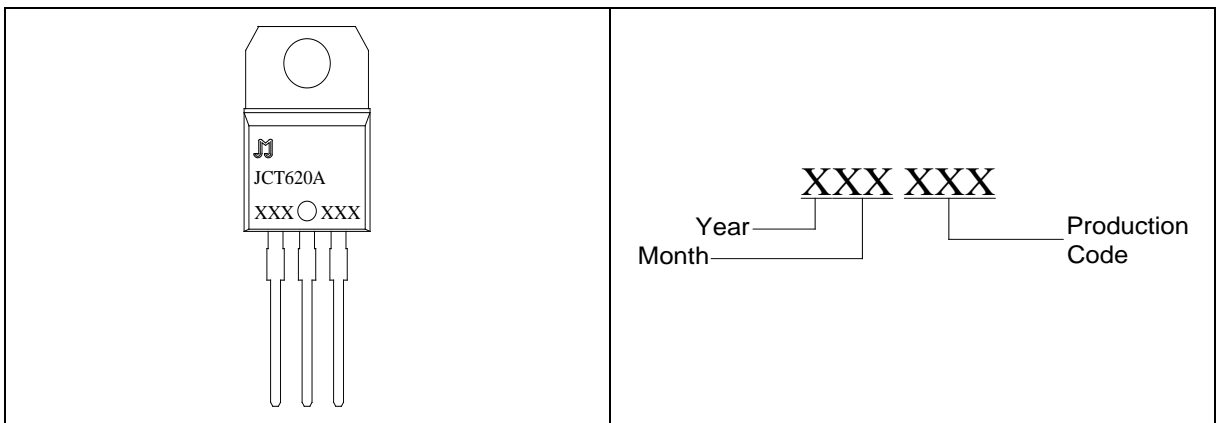 JCT620A
XXX XXX
XXX XXX
Year
Month
Production
Code